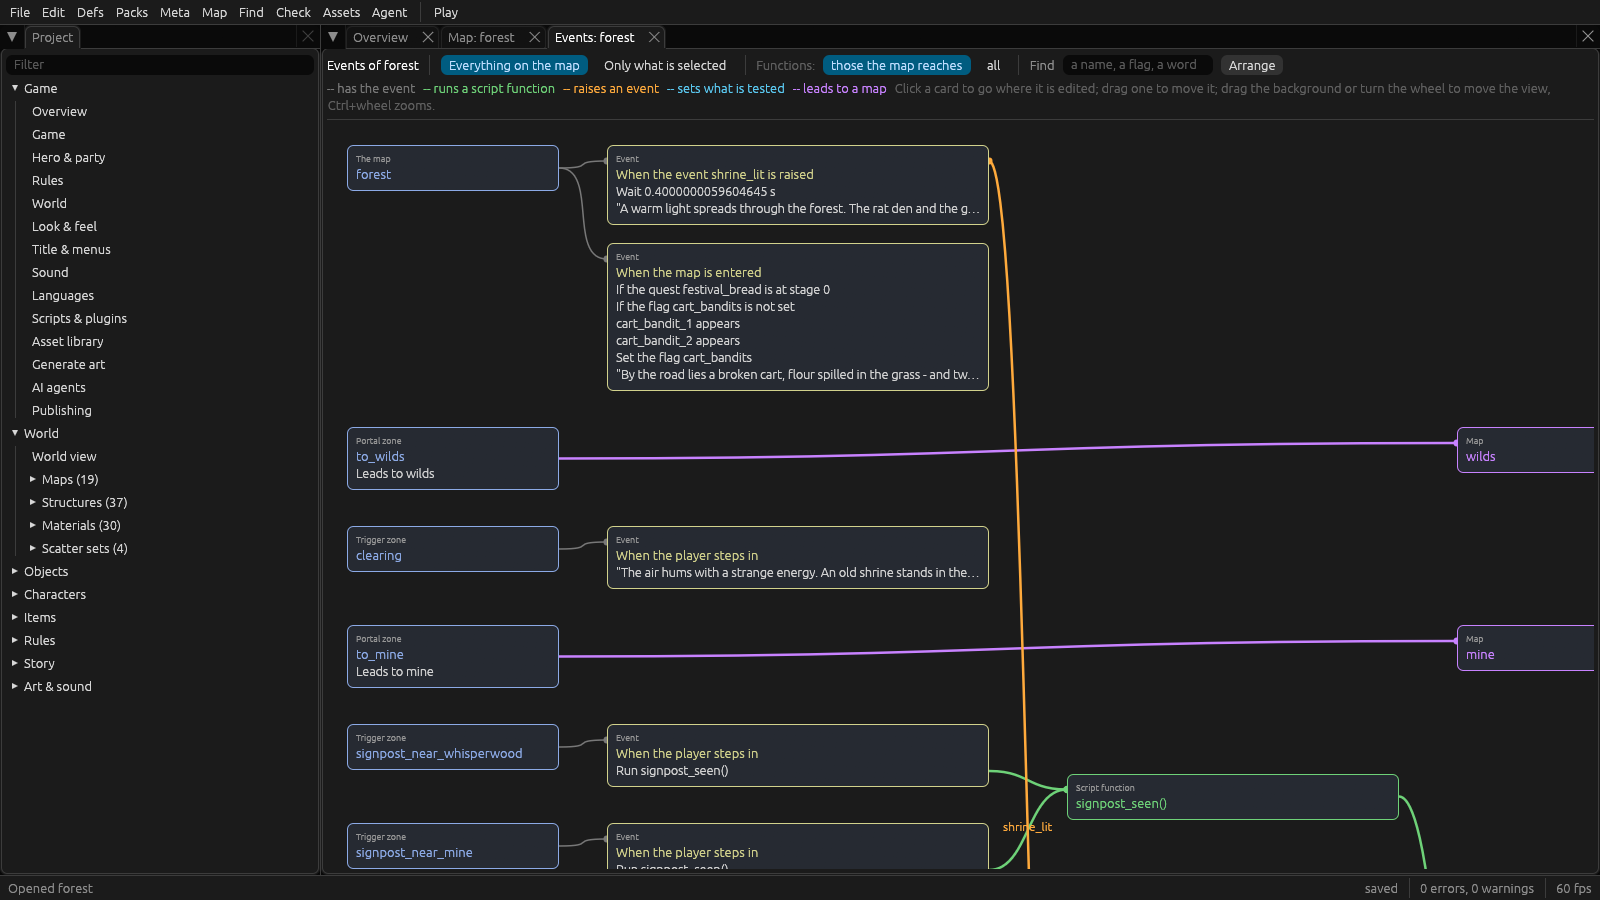 File Edit Defs Packs Meta Map Find Check Assets Agent Play
Project
Overview
Map: forest
Events: forest
Filter
Game
Overview
Game
Hero & party
Rules
World
Look & feel
Title & menus
Sound
Languages
Scripts & plugins
Asset library
Generate art
AI agents
Publishing
World
World view
Maps (19)
Structures (37)
Materials (30)
Scatter sets (4)
Objects
Characters
Items
Rules
Story
Art & sound
Events of forest Everything on the map Only what is selected Functions: those the map reaches all Find a name, a flag, a word Arrange
-- has the event -- runs a script function -- raises an event -- sets what is tested -- leads to a map Click a card to go where it is edited; drag one to move it; drag the background or turn the wheel to move the view,
Ctrl+wheel zooms.
The map
forest
Event
When the event shrine_lit is raised
Wait 0.4000000059604645 s
"A warm light spreads through the forest. The rat den and the g...
Event
When the map is entered
If the quest festival_bread is at stage 0
If the flag cart_bandits is not set
cart_bandit_1 appears
cart_bandit_2 appears
Set the flag cart_bandits
"By the road lies a broken cart, flour spilled in the grass - and tw...
Portal zone
to_wilds
Leads to wilds
Map
wilds
Trigger zone
clearing
Event
When the player steps in
"The air hums with a strange energy. An old shrine stands in the...
Portal zone
to_mine
Leads to mine
Map
mine
Trigger zone
signpost_near_whisperwood
Event
When the player steps in
Run signpost_seen()
Script function
signpost_seen()
shrine_lit
Trigger zone
signpost_near_mine
Event
When the player steps in
Run signpost_seen()
Opened forest
saved
0 errors, 0 warnings
60 fps